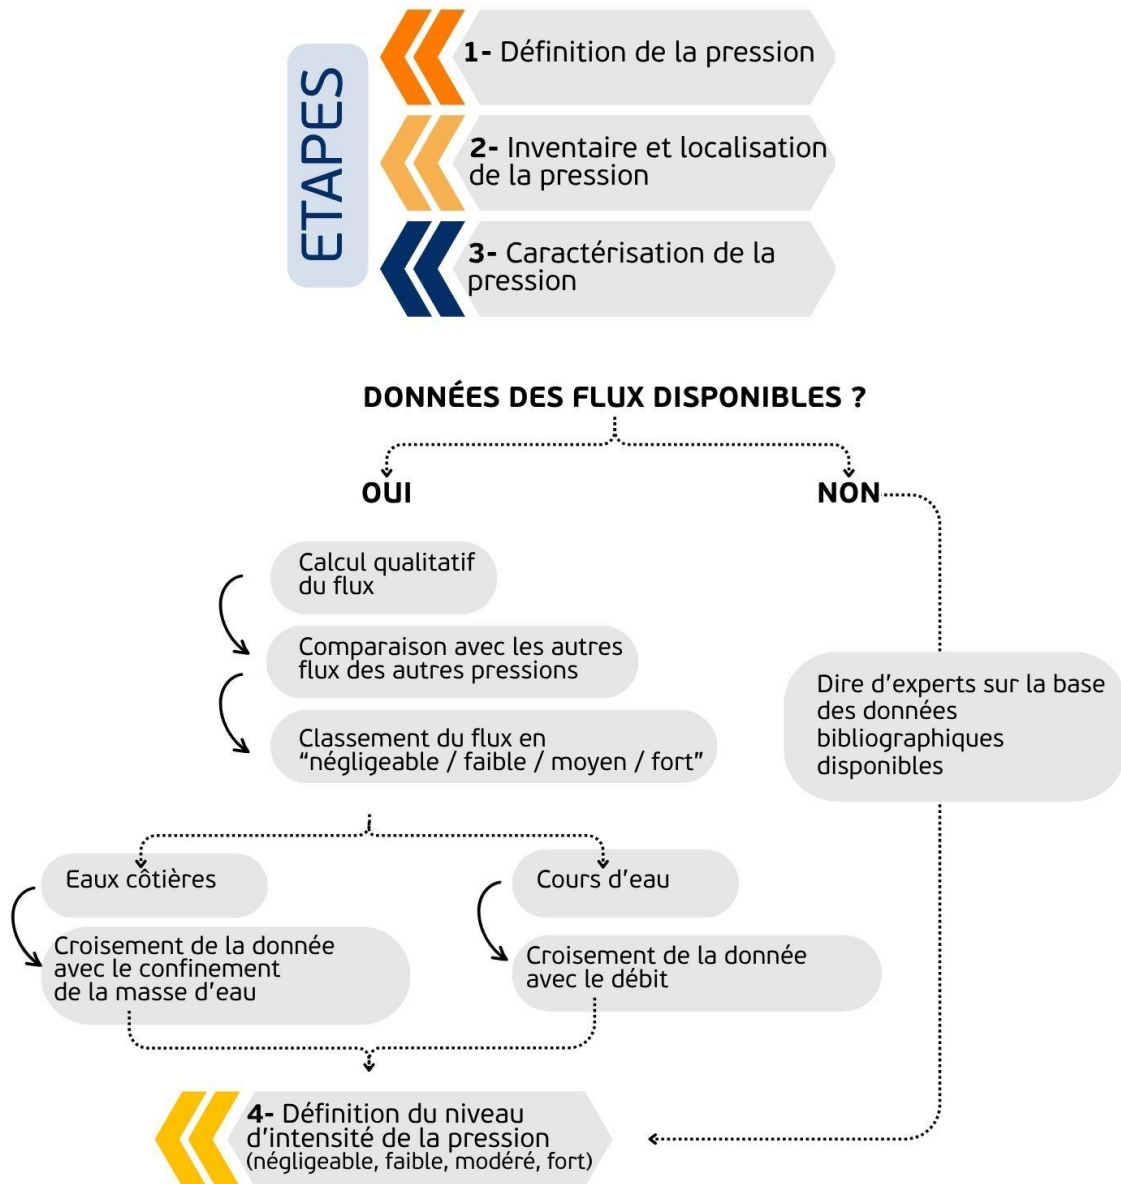 ETAPES
1- Définition de la pression
2- Inventaire et localisation
de la pression
3- Caractérisation de la
pression
DONNÉES DES FLUX DISPONIBLES ?
OUI
NON
Calcul qualitatif
du flux
Comparaison avec les autres
flux des autres pressions
Classement du flux en
“négligeable / faible / moyen / fort”
Dire d'experts sur la base
des données
bibliographiques
disponibles
Eaux côtières
Cours d'eau
Croisement de la donnée
avec le confinement
de la masse d'eau
Croisement de la donnée
avec le débit
4- Définition du niveau
d'intensité de la pression
(négligeable, faible, modéré, fort)